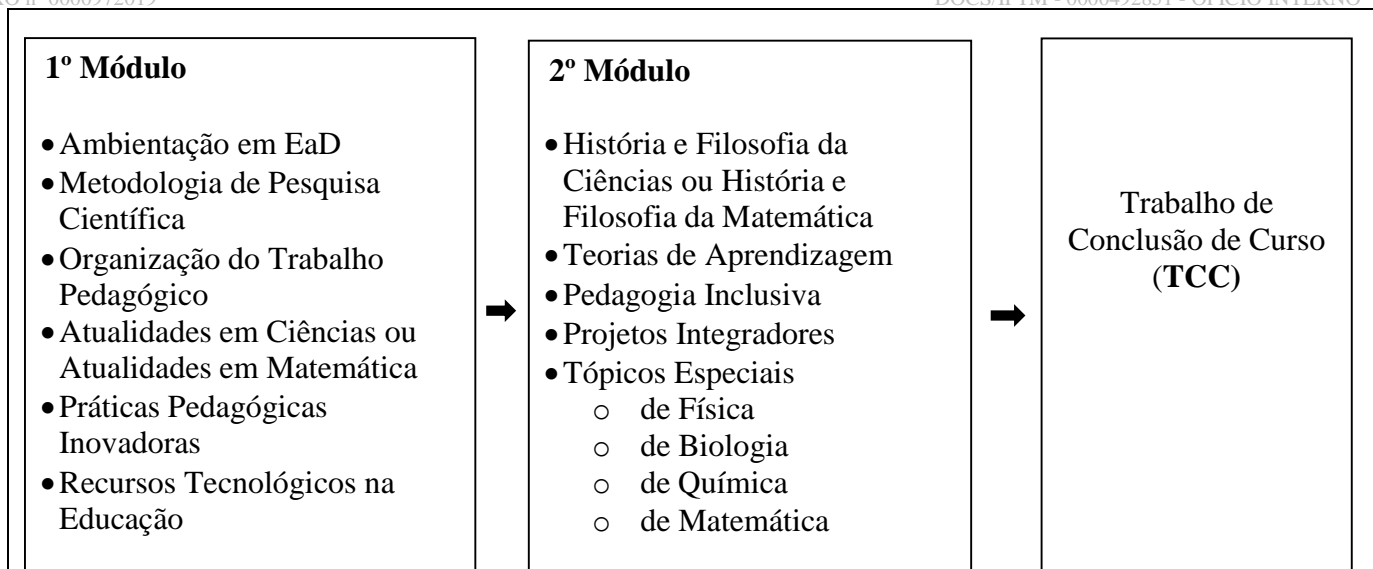 1º Módulo
• Ambientação em EaD
• Metodologia de Pesquisa
Científica
• Organização do Trabalho
Pedagógico
• Atualidades em Ciências ou
Atualidades em Matemática
• Práticas Pedagógicas
Inovadoras
• Recursos Tecnológicos na
Educação
2º Módulo
• História e Filosofia da
Ciências ou História e
Filosofia da Matemática
• Teorias de Aprendizagem
• Pedagogia Inclusiva
• Projetos Integradores
• Tópicos Especiais
o de Física
o de Biologia
o de Química
o de Matemática
Trabalho de
Conclusão de Curso
(TCC)